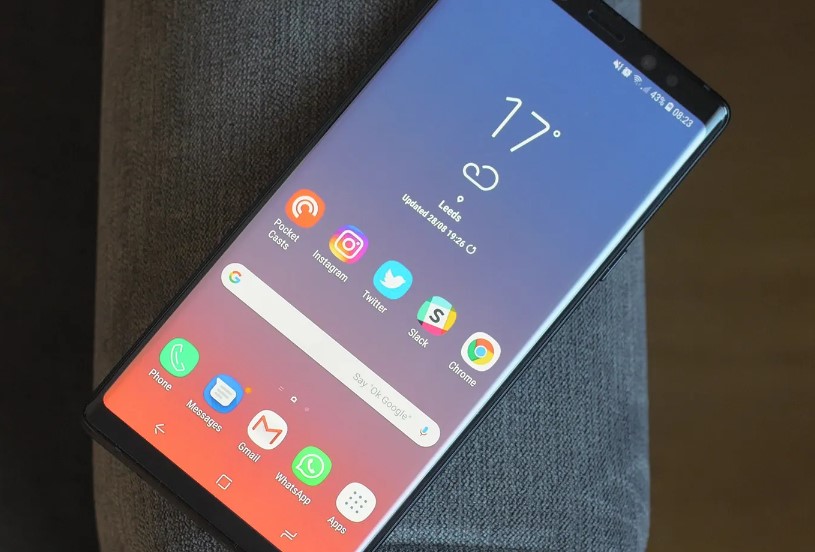 43% 08:23
17°
Leeds
Updated 28/08 19:26
Pocket
Casts
Instagram
Twitter
Slack
Chrome
G
Say "Ok Google"
Phone
Messages
Gmail
WhatsApp
Apps